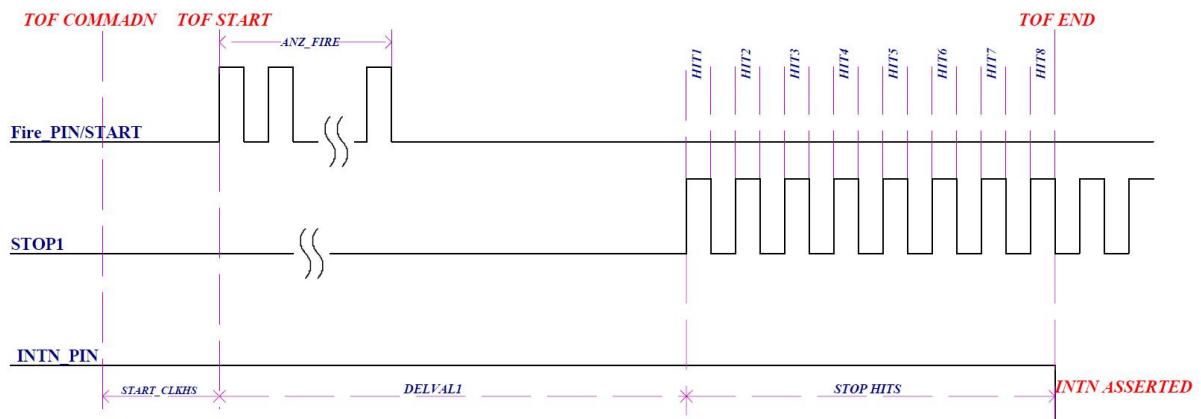 TOF COMMADN TOF START TOF END
ANZ_FIRE
HIT1 HIT2 HIT3 HIT4 HIT5 HIT6 HIT7 HIT8
Fire_PIN/START
STOP1
INTN_PIN
START_CLKHS DELVAL1 STOP HITS INTN ASSERTED